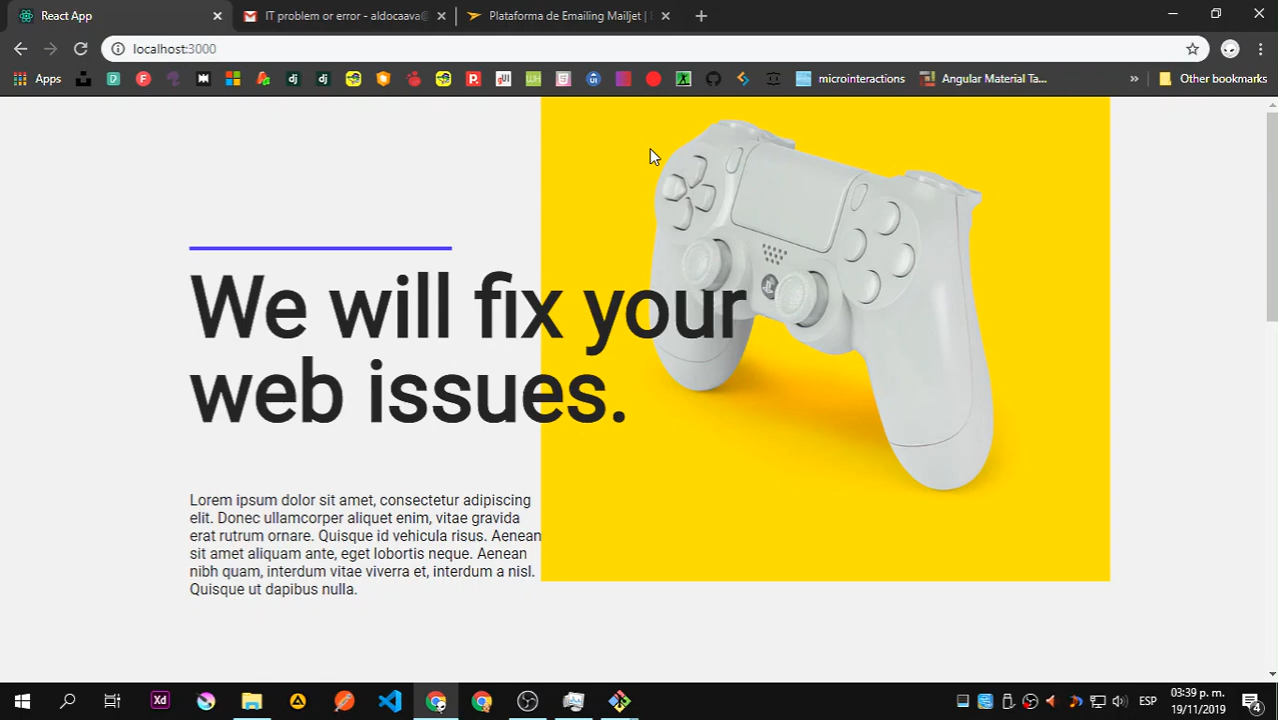 React App
IT problem or error - aldocaava@
Plataforma de Emailing Mailjet |
localhost:3000
Apps
microinteractions
Angular Material Ta...
»
Other bookmarks
We will fix your
web issues.
Lorem ipsum dolor sit amet, consectetur adipiscing
elit. Donec ullamcorper aliquet enim, vitae gravida
erat rutrum ornare. Quisque id vehicula risus. Aenean
sit amet aliquam ante, eget lobortis neque. Aenean
nibh quam, interdum vitae viverra et, interdum a nisl.
Quisque ut dapibus nulla.
Xd
ESP
03:39 p. m.
19/11/2019
4